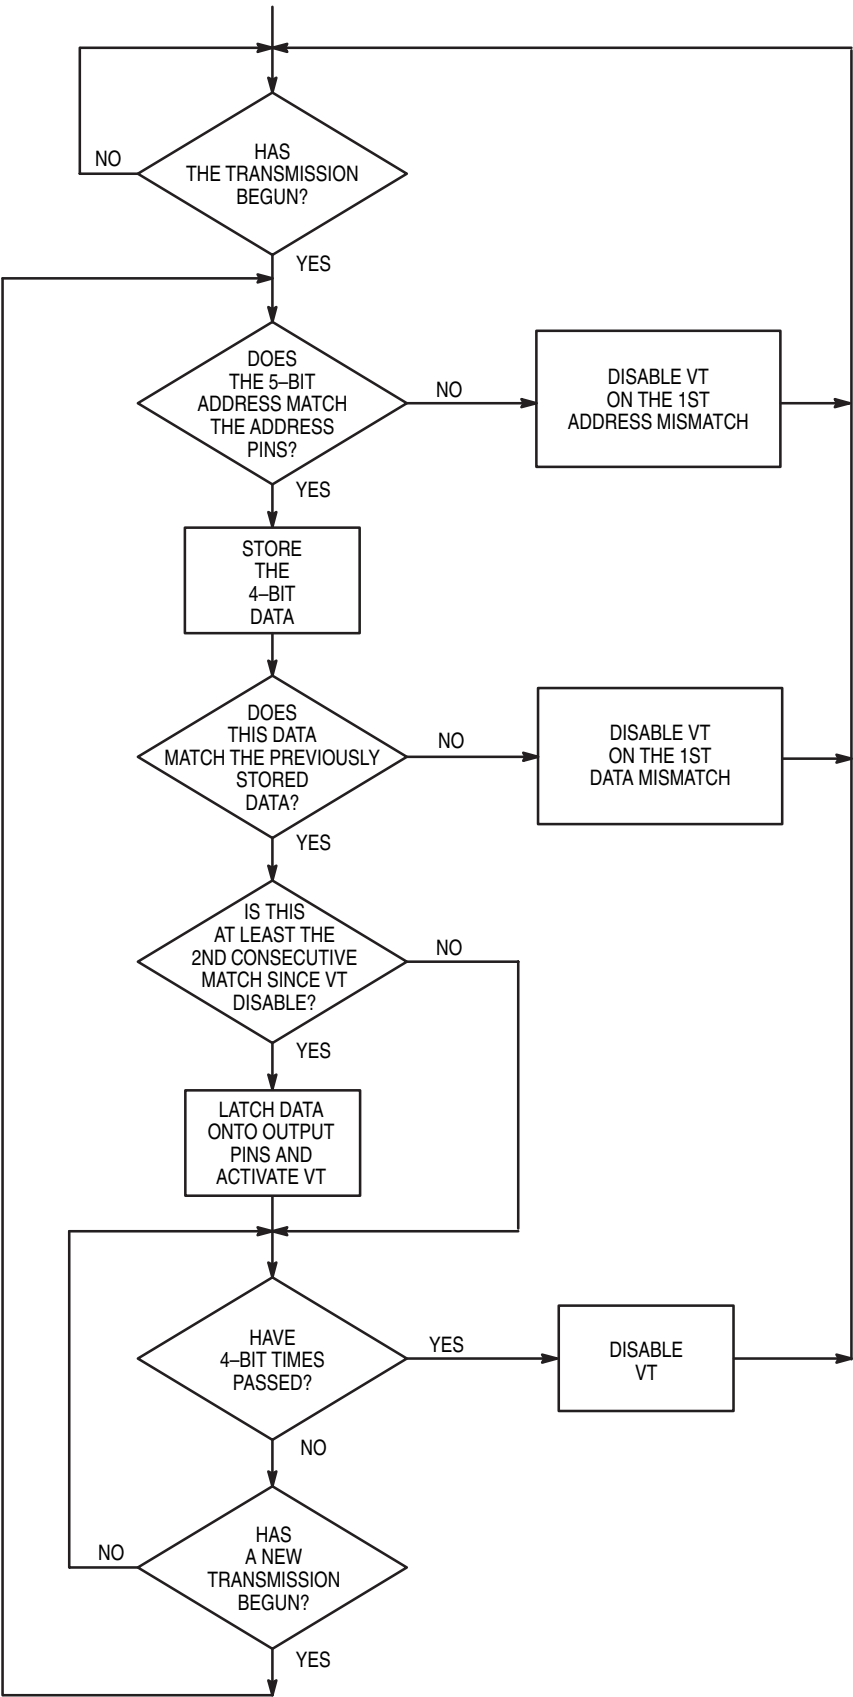 HAS
THE TRANSMISSION
BEGUN?
NO
YES
DOES
THE 5–BIT
ADDRESS MATCH
THE ADDRESS
PINS?
NO
DISABLE VT
ON THE 1ST
ADDRESS MISMATCH
YES
STORE
THE
4–BIT
DATA
DOES
THIS DATA
MATCH THE PREVIOUSLY
STORED
DATA?
NO
DISABLE VT
ON THE 1ST
DATA MISMATCH
YES
IS THIS
AT LEAST THE
2ND CONSECUTIVE
MATCH SINCE VT
DISABLE?
NO
YES
LATCH DATA
ONTO OUTPUT
PINS AND
ACTIVATE VT
HAVE
4–BIT TIMES
PASSED?
YES
DISABLE
VT
NO
HAS
A NEW
TRANSMISSION
BEGUN?
NO
YES